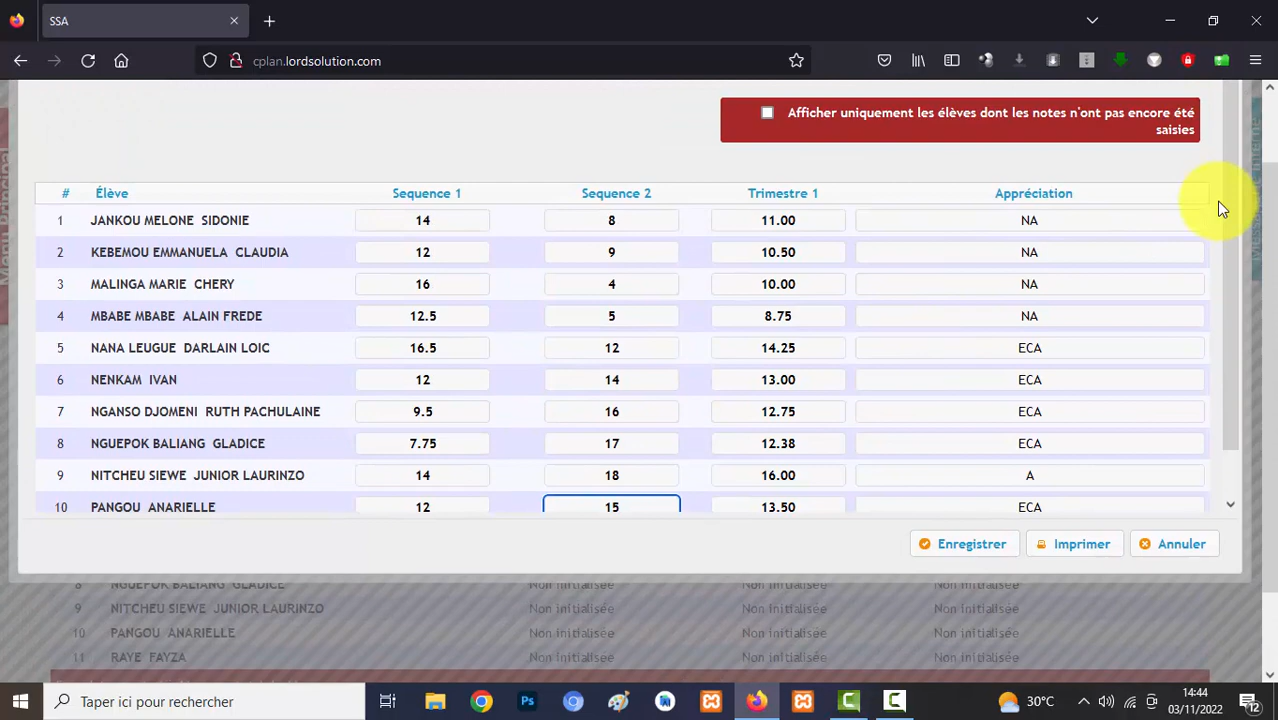 SSA
cplan.lordsolution.com
Afficher uniquement les élèves dont les notes n'ont pas encore été
saisies
# Élève Sequence 1 Sequence 2 Trimestre 1 Appréciation
1 JANKOU MELONE SIDONIE 14 8 11.00 NA
2 KEBEMOU EMMANUELA CLAUDIA 12 9 10.50 NA
3 MALINGA MARIE CHERY 16 4 10.00 NA
4 MBABE MBABE ALAIN FREDE 12.5 5 8.75 NA
5 NANA LEUGUE DARLAIN LOIC 16.5 12 14.25 ECA
6 NENKAM IVAN 12 14 13.00 ECA
7 NGANSO DJOMENI RUTH PACHULAINE 9.5 16 12.75 ECA
8 NGUEPOK BALIANG GLADICE 7.75 17 12.38 ECA
9 NITCHEU SIEWE JUNIOR LAURINZO 14 18 16.00 A
10 PANGOU ANARIELLE 12 15 13.50 ECA
Enregistrer Imprimer Annuler
8 NGUEPOK BALIANG GLADICE Non initialisée Non initialisée Non initialisée
9 NITCHEU SIEWE JUNIOR LAURINZO Non initialisée Non initialisée Non initialisée
10 PANGOU ANARIELLE Non initialisée Non initialisée Non initialisée
11 RAYE FAYZA Non initialisée Non initialisée Non initialisée
Menu Principal
Taper ici pour rechercher
Ps
30°C
14:44
03/11/2022
12